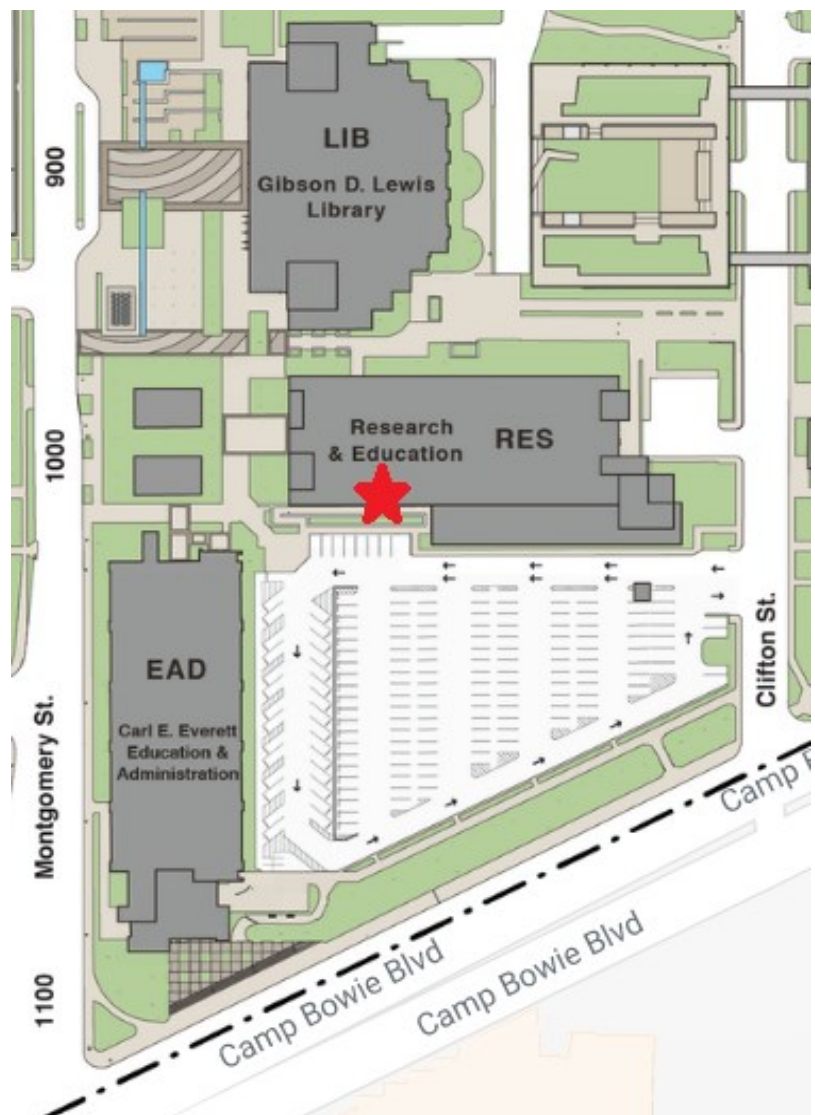 LIB
Gibson D. Lewis
Library
900
1000
Research
& Education
RES
EAD
Carl E. Everett
Education &
Administration
Montgomery St.
Clifton St.
1100
Camp Bowie Blvd
Camp Bowie Blvd
Camp